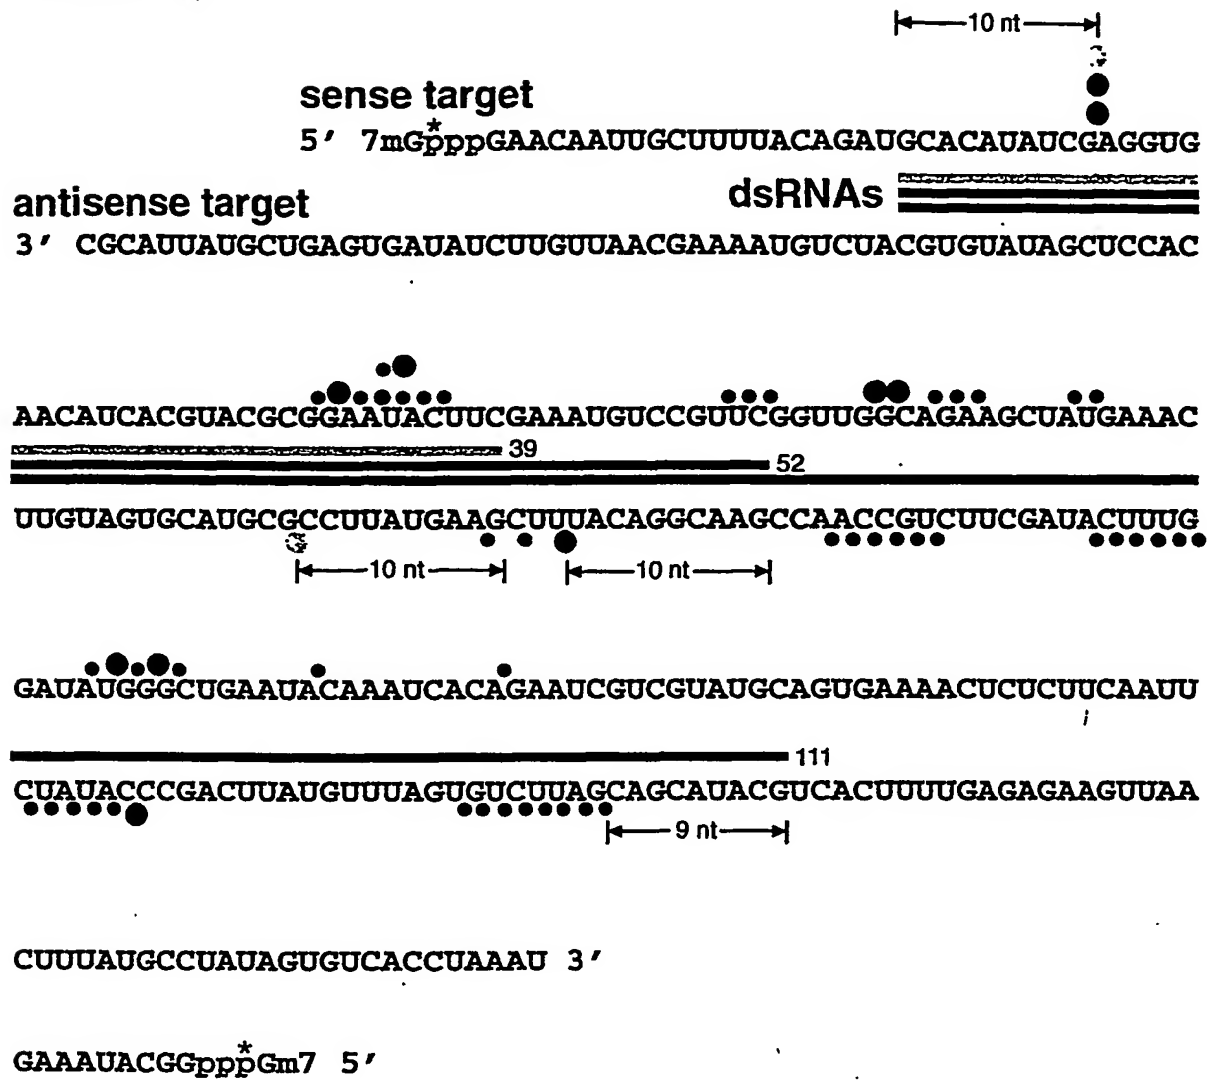 10 nt
sense target
*
5′ 7mGpppGAACAAUUGCUUUUACAGAUGCACAUAUCGAGGUG
dsRNAs
antisense target
3′ CGCAUUAUGCUGAGUGAUAUCUUGUUAACGAAAAUGUCUACGUGUAUAGCUCCAC
AACAUCACGUACGCGGAAUACUUCGAAAUGUCCGUUCGGUUGGCAGAAGCUAUGAAAC
39
52
UUGUAGUGCAUGCGCCUUAUGAAGCUUUACAGGCAAGCCAACCGUCUUCGAUACUUUG
10 nt
10 nt
GAUAUGGGCUGAAUACAAAUCACAGAAUCGUCGUAUGCAGUGAAAACUCUCUUCAAUU
111
CUAUACCCGACUUAUGUUUAGUGUCUUAGCAGCAUACGUCACUUUUGAGAGAAGUUAA
9 nt
CUUUAUGCCUAUAGUGUCACCUAAAU 3′
*
GAAAUACGGpppGm7 5′